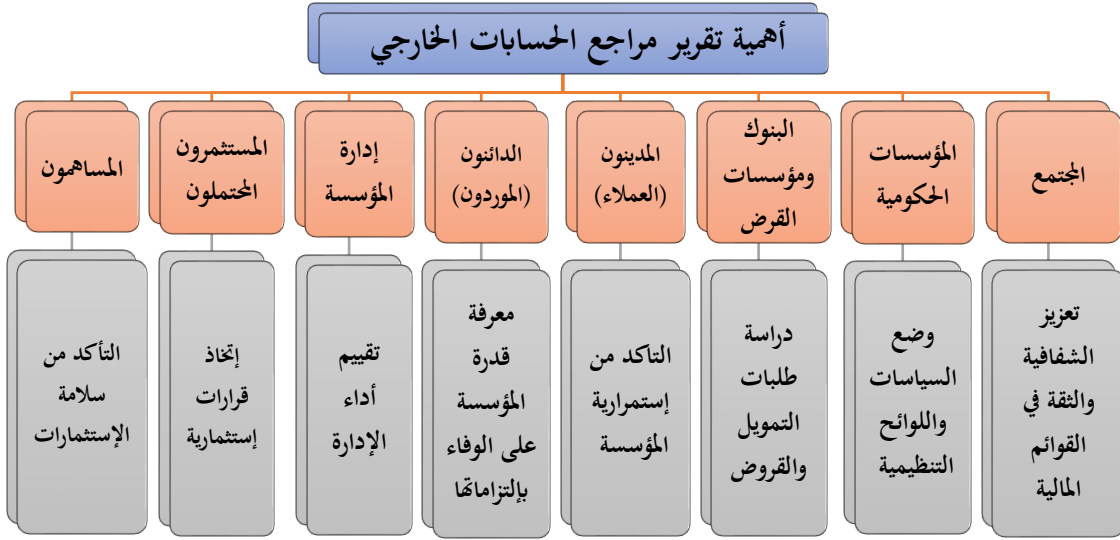 أهمية تقرير مراجع الحسابات الخارجي
المجتمع
المؤسسات
الحكومية
البنوك
ومؤسسات
القرض
المدينون
(العملاء)
الدائنون
(الموردون)
إدارة
المؤسسة
المستثمرون
المحتملون
المساهمون
تعزيز
الشفافية
والثقة في
القوائم
المالية
وضع
السياسات
واللوائح
التنظيمية
دراسة
طلبات
التمويل
والقروض
التاكد من
إستمرارية
المؤسسة
معرفة
قدرة
المؤسسة
على الوفاء
بإلتزاماتها
تقييم
أداء
الإدارة
إتخاذ
قرارات
إستثمارية
التأكد من
سلامة
الإستثمارات